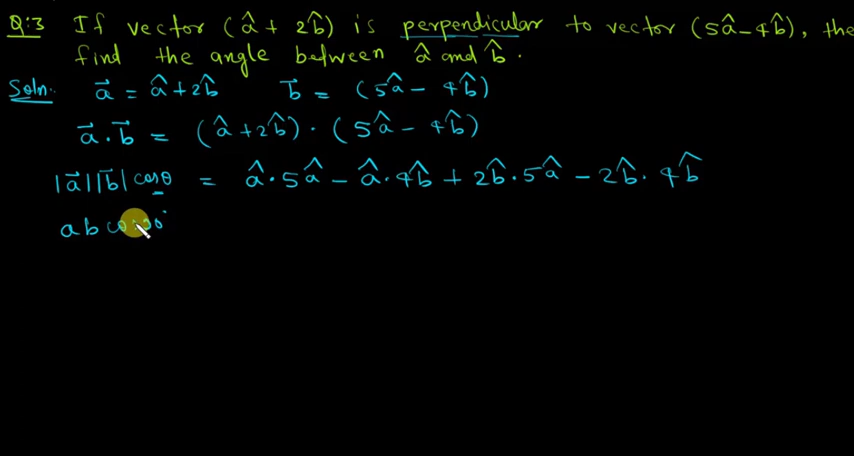 Q:3 If vector (â + 2b̂) is perpendicular to vector (5â - 4b̂), the
find the angle between â and b̂.
Soln. a⃗ = â + 2b̂ b⃗ = (5â - 4b̂)
a⃗ . b⃗ = (â + 2b̂) . (5â - 4b̂)
|a⃗||b⃗| cosθ = â . 5â - â . 4b̂ + 2b̂ . 5â - 2b̂ . 4b̂
a b